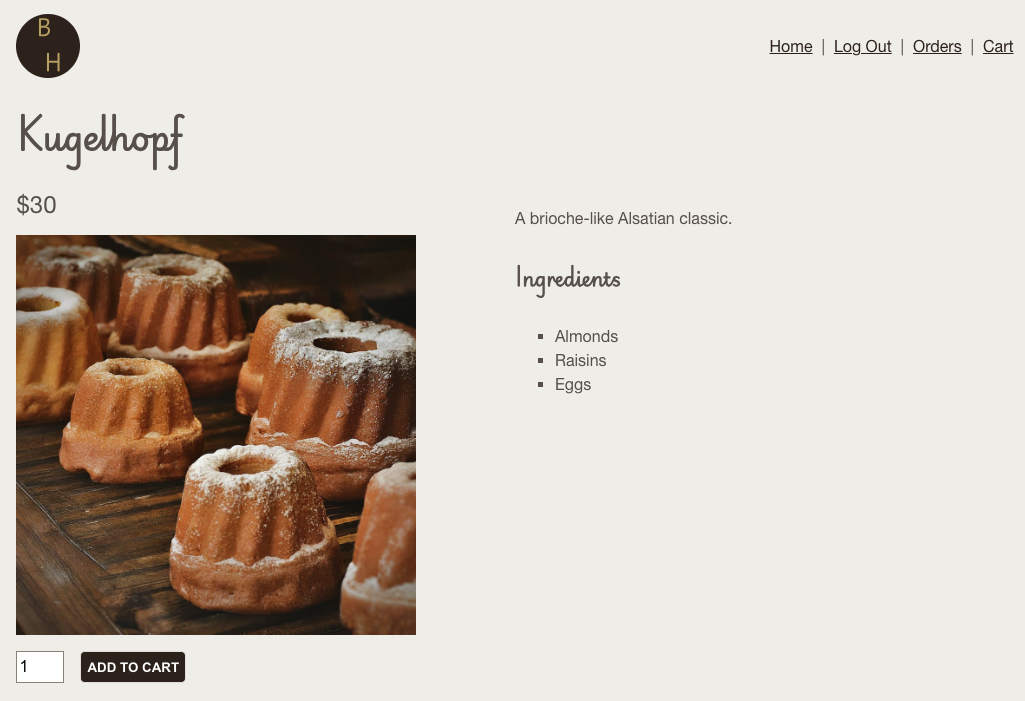 B
H
Home | Log Out | Orders | Cart
Kugelhopf
$30
A brioche-like Alsatian classic.
Ingredients
▪ Almonds
▪ Raisins
▪ Eggs
1
ADD TO CART